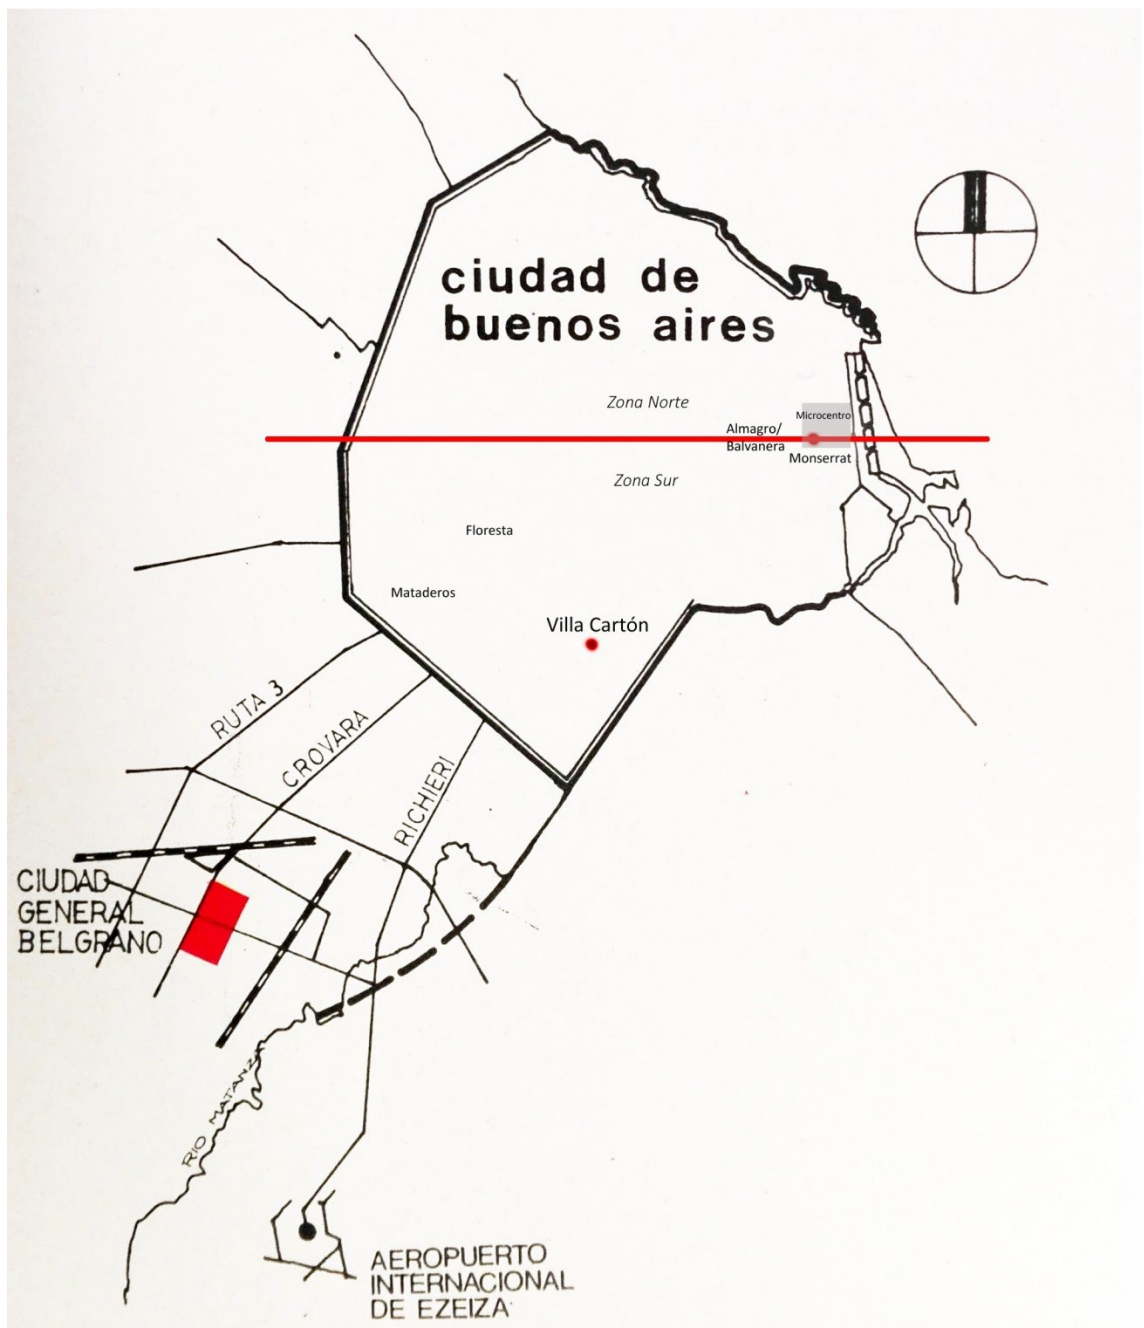 ciudad de
buenos aires
Zona Norte
Microcentro
Almagro/
Balvanera
Monserrat
Zona Sur
Floresta
Mataderos
Villa Cartón
RUTA 3
CROVARA
RICHIERI
CIUDAD
GENERAL
BELGRANO
RIO MATANZA
AEROPUERTO
INTERNACIONAL
DE EZEIZA